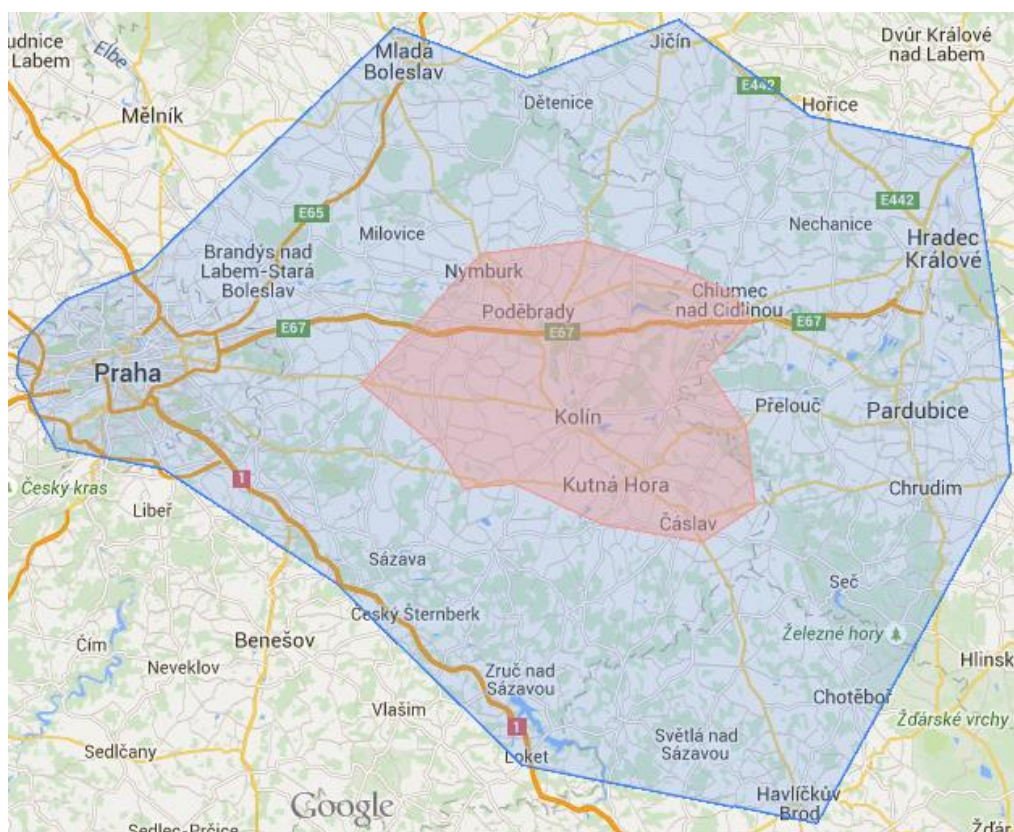 udnice
Labem
Elbe
Mělník
Mladá
Boleslav
Jičín
Dvůr Králové
nad Labem
Dětenice
E442
Hořice
E65
Milovice
Brandýs nad
Labem-Stará
Boleslav
Nymburk
Poděbrady
Chlumec
nad Cidlinou
Nechanice
E442
Hradec
Králové
E67
E67
E67
Praha
Kolín
Přelouč
Pardubice
Český kras
1
Libeř
Kutná Hora
Čáslav
Chrudim
Sázava
Seč
Český Šternberk
Železné hory
Čím
Benešov
Neveklov
Zruč nad
Sázavou
Hlinsk
Chotěboř
Vlašim
Žďárské vrchy
1
Sedlčany
Loket
Světlá nad
Sázavou
Havlíčkův
Brod
Google
Sedlec-Prčice
Žďár